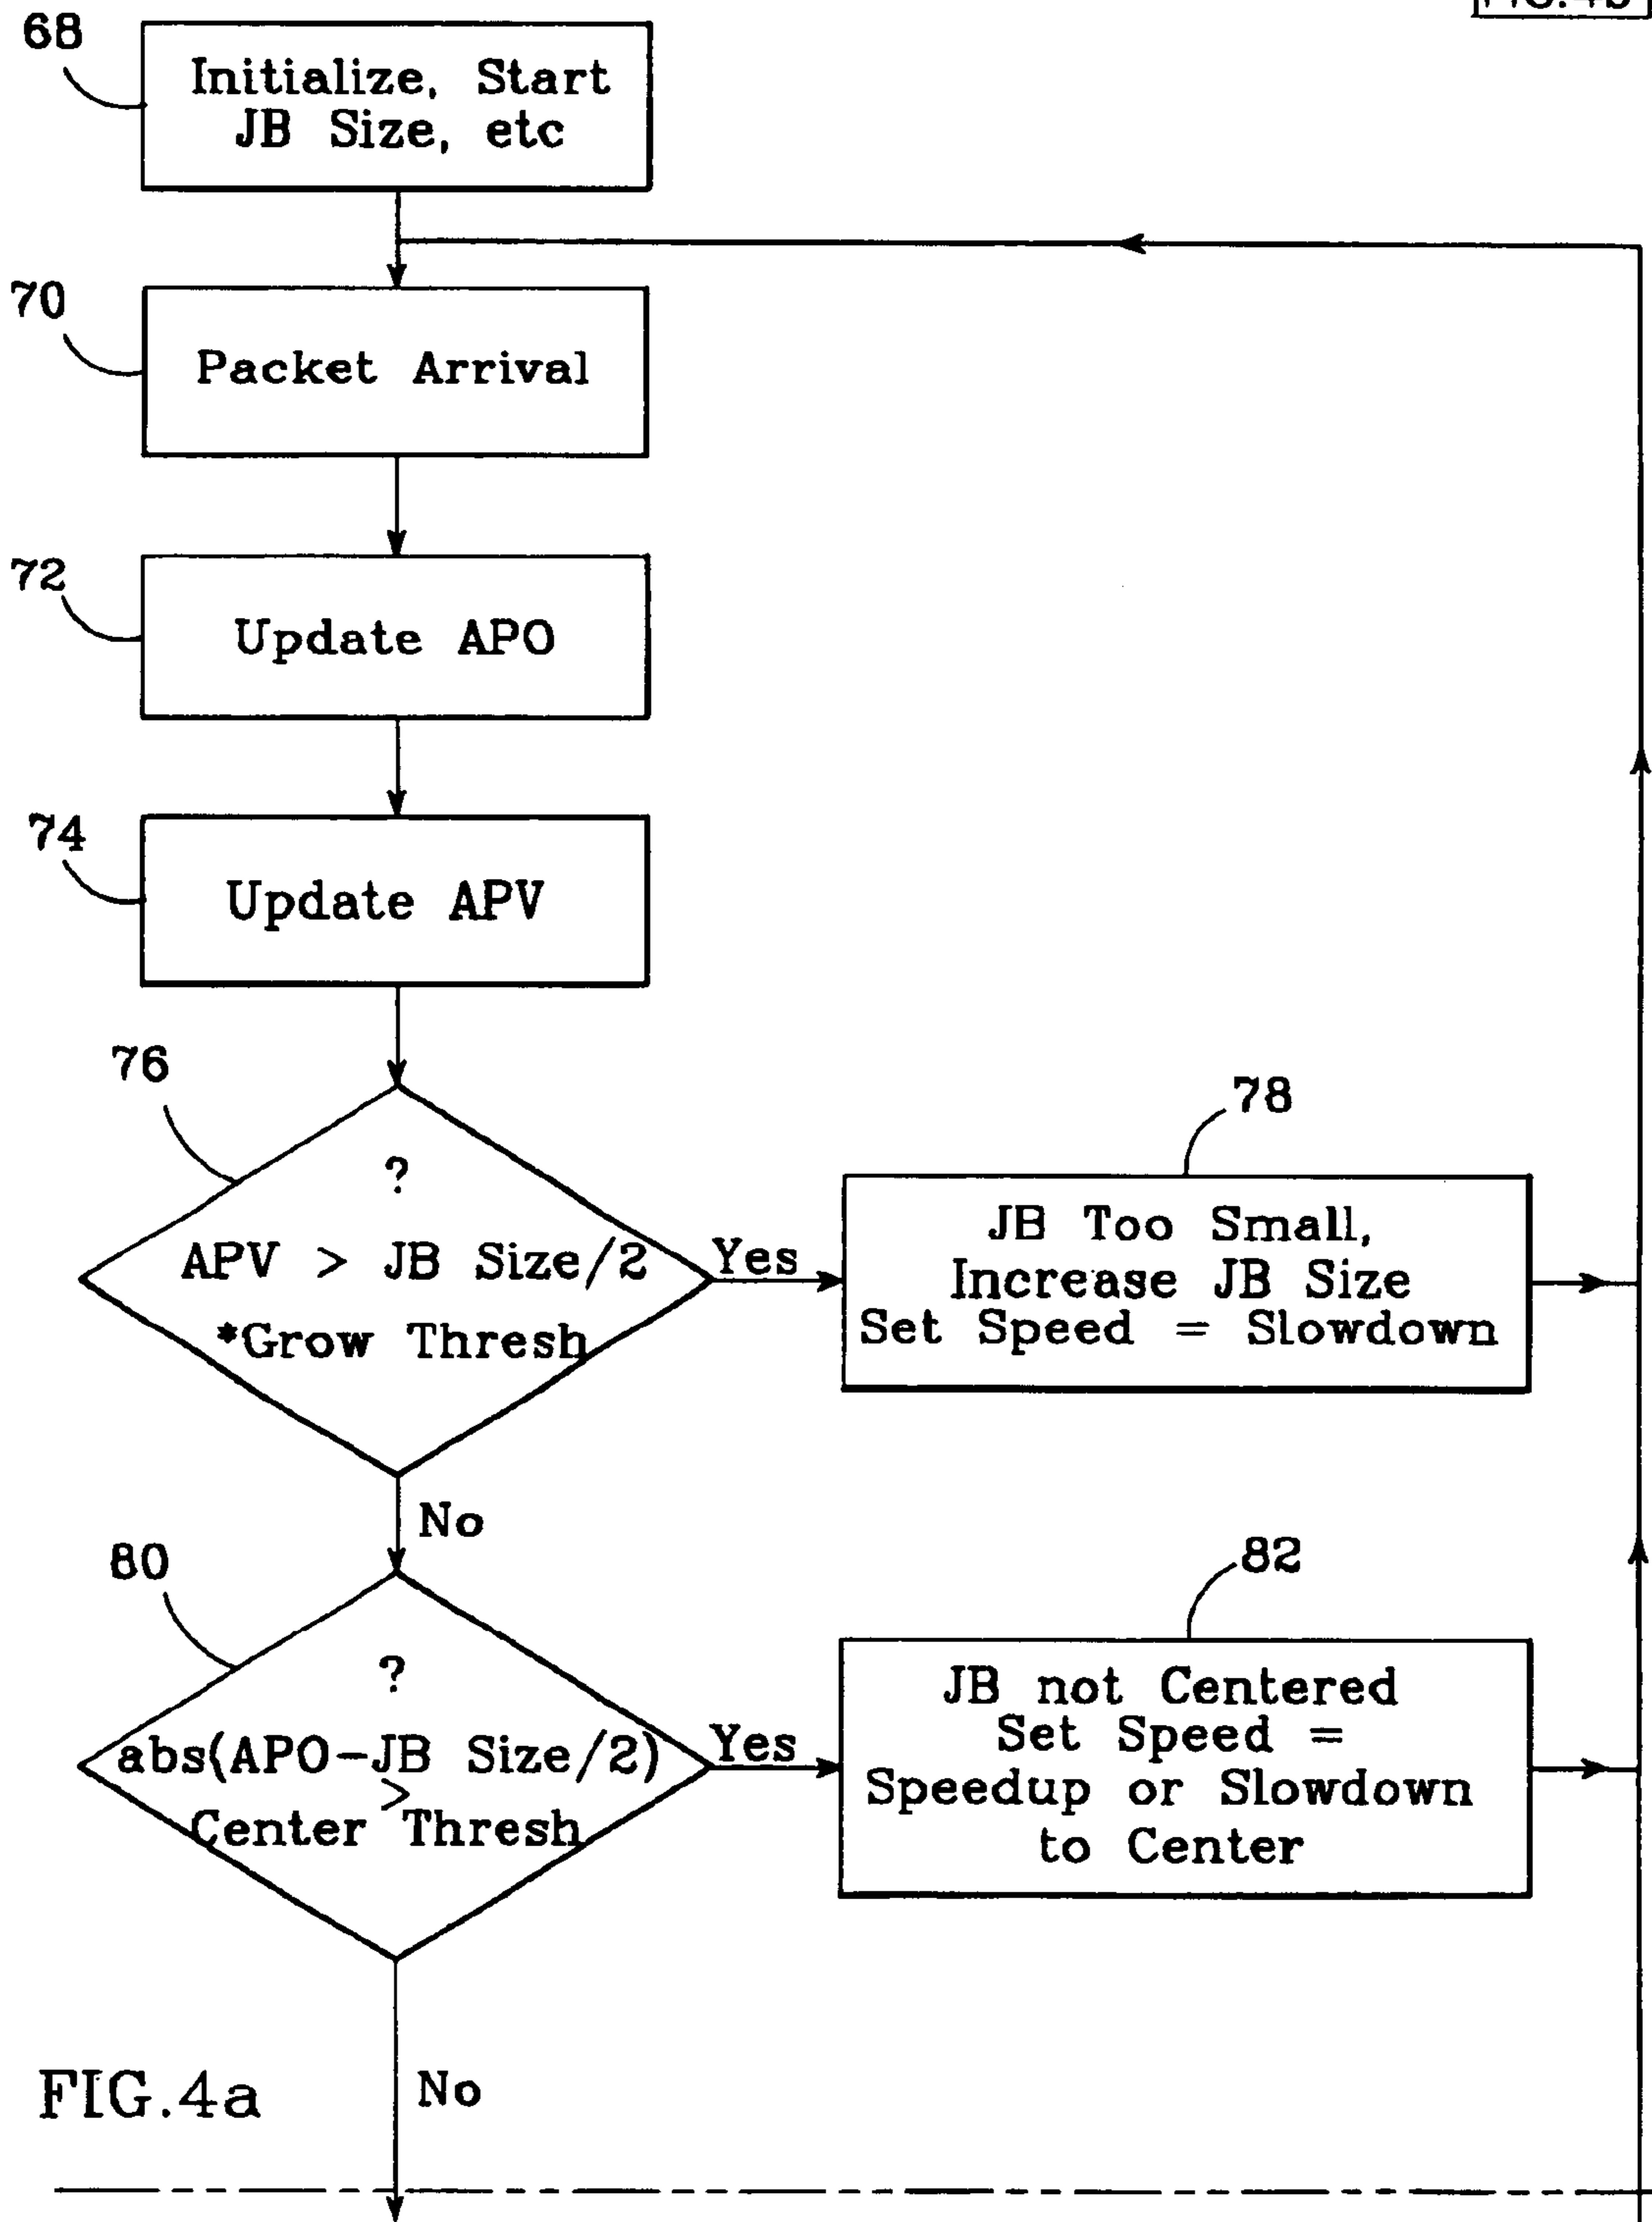 68
Initialize, Start
JB Size, etc
70
Packet Arrival
72
Update APO
74
Update APV
76
?
APV > JB Size/2
*Grow Thresh
Yes
78
JB Too Small,
Increase JB Size
Set Speed = Slowdown
No
80
?
abs(APO-JB Size/2)
>
Center Thresh
Yes
82
JB not Centered
Set Speed =
Speedup or Slowdown
to Center
No
FIG.4a